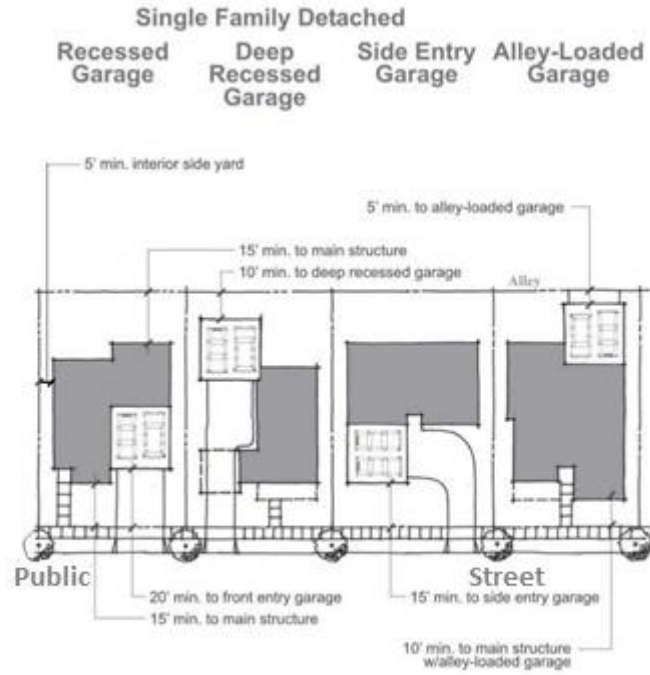 Single Family Detached
Recessed
Garage
Deep
Recessed
Garage
Side Entry
Garage
Alley-Loaded
Garage
5' min. interior side yard
5' min. to alley-loaded garage
15' min. to main structure
10' min. to deep recessed garage
Alley
Public
Street
20' min. to front entry garage
15' min. to main structure
15' min. to side entry garage
10' min. to main structure
w/alley-loaded garage